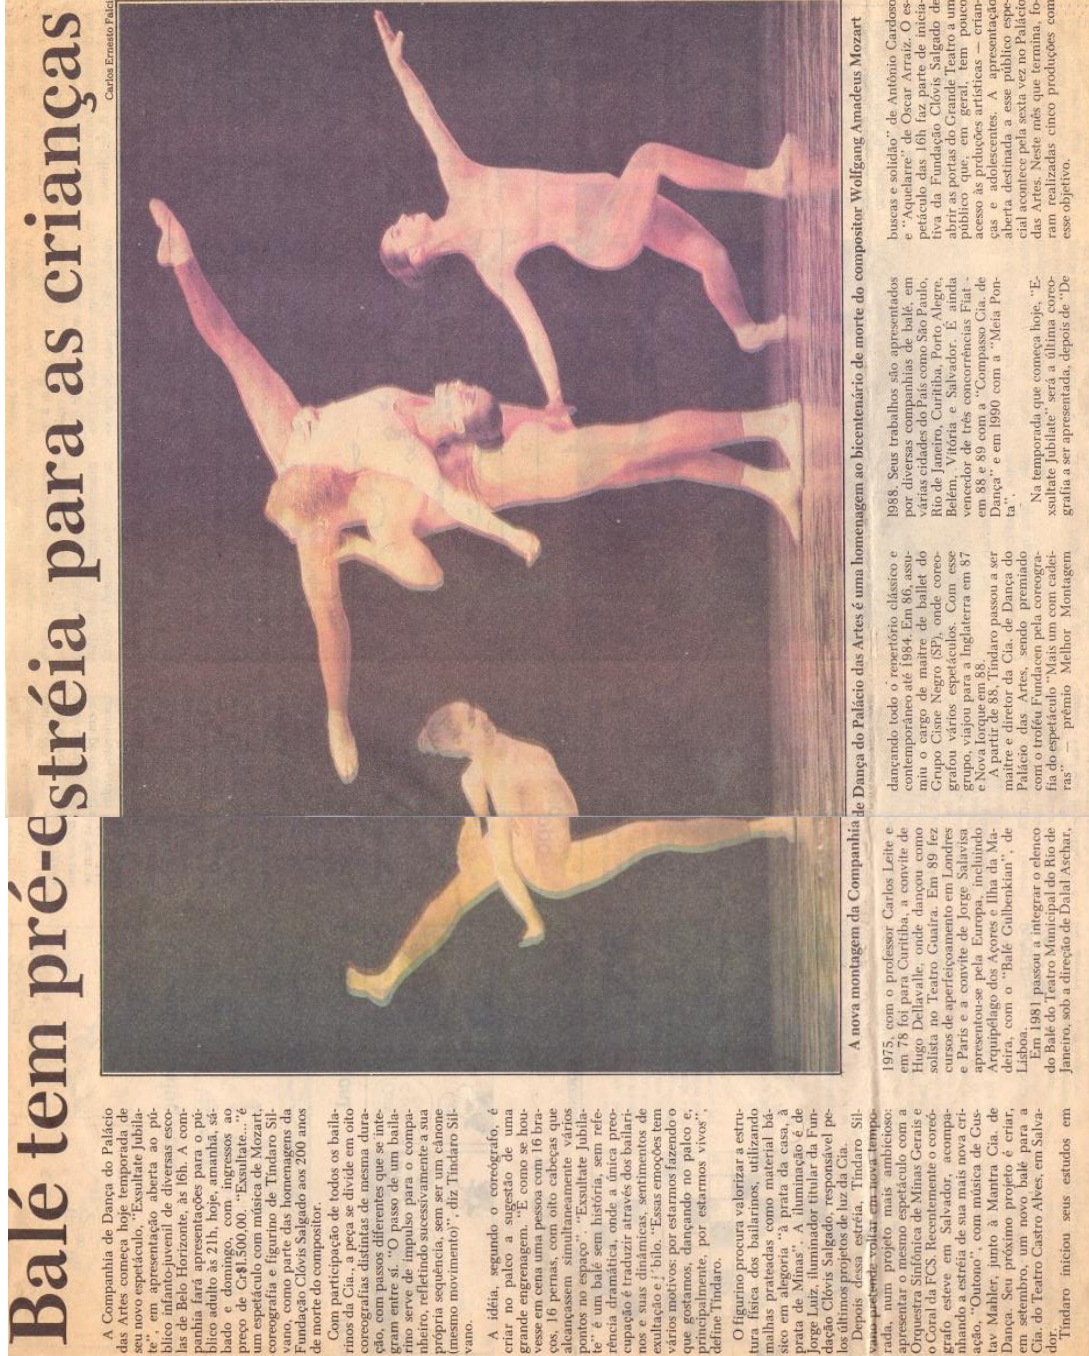 Balé tem pré-estréia para as crianças
Carlos Ernesto Falci
A nova montagem da Companhia de Dança do Palácio das Artes é uma homenagem ao bicentenário de morte do compositor Wolfgang Amadeus Mozart
A Companhia de Dança do Palácio
das Artes começa hoje temporada de
seu novo espetáculo, "Exsultate Jubila-
te", em apresentação aberta ao pú-
blico infanto-juvenil de diversas esco-
las de Belo Horizonte, às 16h. A com-
panhia fará apresentações para o pú-
blico adulto às 21h, hoje, amanhã, sá-
bado e domingo, com ingressos ao
preço de Cr$1.500,00. "Exsultate..." é
um espetáculo com música de Mozart,
coreografia e figurino de Tíndaro Sil-
vano, como parte das homenagens da
Fundação Clóvis Salgado aos 200 anos
de morte do compositor.
Com participação de todos os baila-
rinos da Cia., a peça se divide em oito
coreografias distintas de mesma dura-
ção, com passos diferentes que se inte-
gram entre si. "O passo de um baila-
rino serve de impulso para o compa-
nheiro, refletindo sucessivamente a sua
própria sequência, sem ser um cânone
(mesmo movimento)", diz Tíndaro Sil-
vano.
A idéia, segundo o coreógrafo, é
criar no palco a sugestão de uma
grande engrenagem. "É como se hou-
vesse em cena uma pessoa com 16 bra-
ços, 16 pernas, com oito cabeças que
alcançassem simultaneamente vários
pontos no espaço". "Exsultate Jubila-
te" é um balé sem história, sem refe-
rência dramática, onde a única preo-
cupação é traduzir através dos bailari-
nos e suas dinâmicas, sentimentos de
exultação e júbilo. "Essas emoções tem
vários motivos: por estarmos fazendo o
que gostamos, dançando no palco e,
principalmente, por estarmos vivos",
define Tíndaro.
O figurino procura valorizar a estru-
tura física dos bailarinos, utilizando
malhas prateadas como material bá-
sico em alegoria "à prata da casa, à
prata de Minas". A iluminação é de
Jorge Luiz, iluminador titular da Fun-
dação Clóvis Salgado, responsável pe-
los últimos projetos de luz da Cia.
Depois dessa estréia, Tíndaro Sil-
vano pretende voltar em nova tempo-
rada, num projeto mais ambicioso:
apresentar o mesmo espetáculo com a
Orquestra Sinfônica de Minas Gerais e
o Coral da FCS. Recentemente o coreó-
grafo esteve em Salvador, acompa-
nhando a estréia de sua mais nova cri-
ação, "Outono", com música de Gus-
tav Mahler, junto à Mantra Cia. de
Dança. Seu próximo projeto é criar,
em setembro, um novo balé para a
Cia. do Teatro Castro Alves, em Salva-
dor.
Tíndaro iniciou seus estudos em
1975, com o professor Carlos Leite e
em 78 foi para Curitiba, a convite de
Hugo Dellavalle, onde dançou como
solista no Teatro Guaíra. Em 89 fez
cursos de aperfeiçoamento em Londres
e Paris e a convite de Jorge Salavisa
apresentou-se pela Europa, incluindo
Arquipélago dos Açores e Ilha da Ma-
deira, com o "Balé Gulbenkian", de
Lisboa.
Em 1981 passou a integrar o elenco
do Balé do Teatro Municipal do Rio de
Janeiro, sob a direção de Dalal Aschar,
dançando todo o repertório clássico e
contemporâneo até 1984. Em 86, assu-
miu o cargo de maitre de ballet do
Grupo Cisne Negro (SP), onde coreo-
grafou vários espetáculos. Com esse
grupo, viajou para a Inglaterra em 87
e Nova Iorque em 88.
A partir de 88, Tíndaro passou a ser
maitre e diretor da Cia. de Dança do
Palácio das Artes, sendo premiado
com o troféu Fundacen pela coreogra-
fia do espetáculo "Mais um com cadei-
ras" — prêmio Melhor Montagem
1988. Seus trabalhos são apresentados
por diversas companhias de balé, em
várias cidades do País como São Paulo,
Rio de Janeiro, Curitiba, Porto Alegre,
Belém, Vitória e Salvador. É ainda
vencedor de três concorrências Fiat -
em 88 e 89 com a "Compasso Cia. de
Dança" e em 1990 com a "Meia Pon-
ta".
Na temporada que começa hoje, "E-
xsultate Jubilate" será a última coreo-
grafia a ser apresentada, depois de "De
buscas e solidão" de Antônio Cardoso
e "Aquelarre" de Oscar Arraiz. O es-
petáculo das 16h faz parte de inicia-
tiva da Fundação Clóvis Salgado de
abrir as portas do Grande Teatro a um
público que, em geral, tem pouco
acesso às prduções artísticas — crian-
ças e adolescentes. A apresentação
aberta destinada a esse público espe-
cial acontece pela sexta vez no Palácio
das Artes. Neste mês que termina, fo-
ram realizadas cinco produções com
esse objetivo.